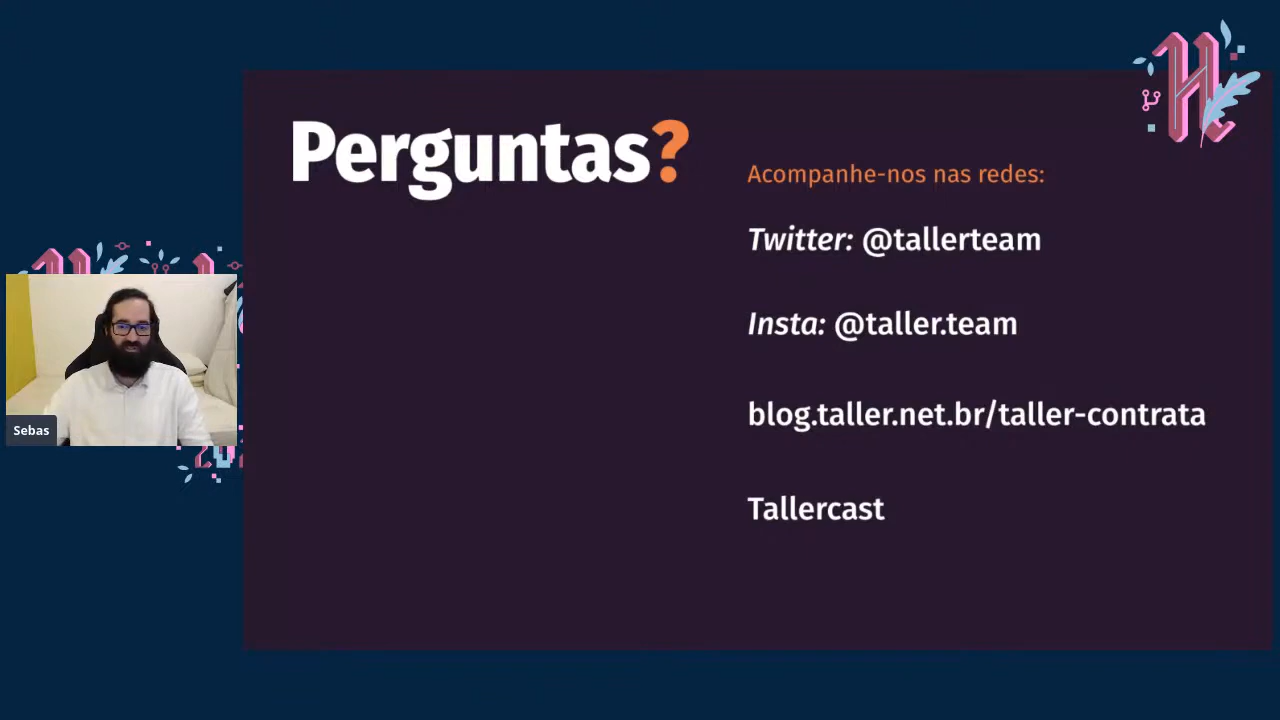 Perguntas?
Acompanhe-nos nas redes:
Twitter: @tallerteam
Insta: @taller.team
blog.taller.net.br/taller-contrata
Tallercast
Sebas